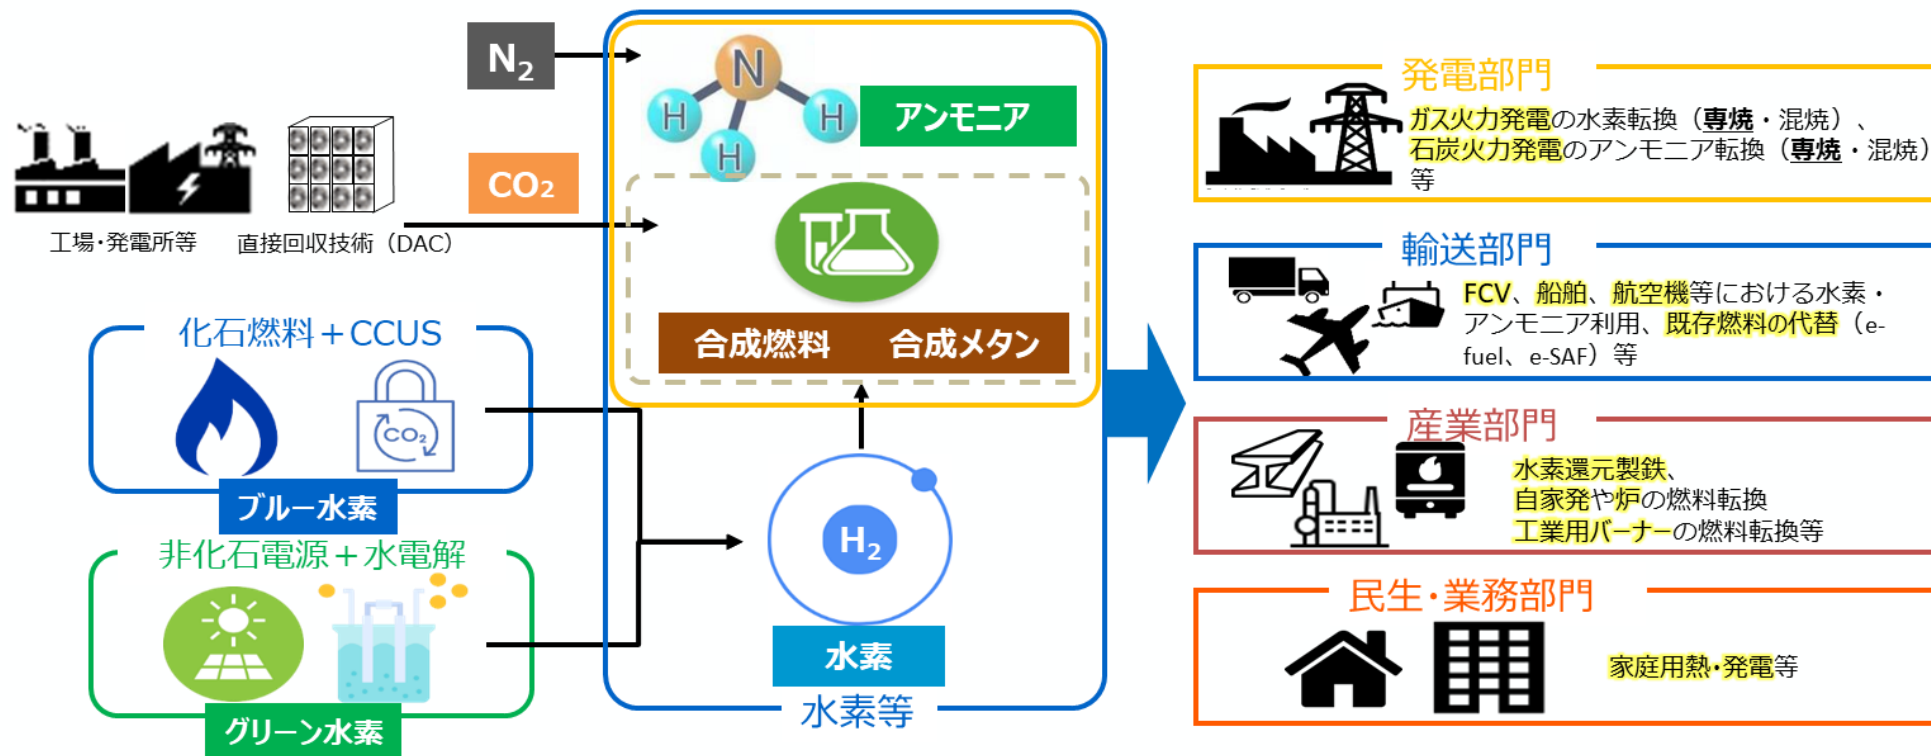 N₂
N
H
H
H
アンモニア
CO₂
工場・発電所等
直接回収技術（DAC）
合成燃料
合成メタン
化石燃料＋CCUS
CO₂
ブルー水素
非化石電源＋水電解
グリーン水素
H₂
水素
水素等
発電部門
ガス火力発電の水素転換（専焼・混焼）、
石炭火力発電のアンモニア転換（専焼・混焼）
等
輸送部門
FCV、船舶、航空機等における水素・
アンモニア利用、既存燃料の代替（e-
fuel、e-SAF）等
産業部門
水素還元製鉄、
自家発や炉の燃料転換
工業用バーナーの燃料転換等
民生・業務部門
家庭用熱・発電等